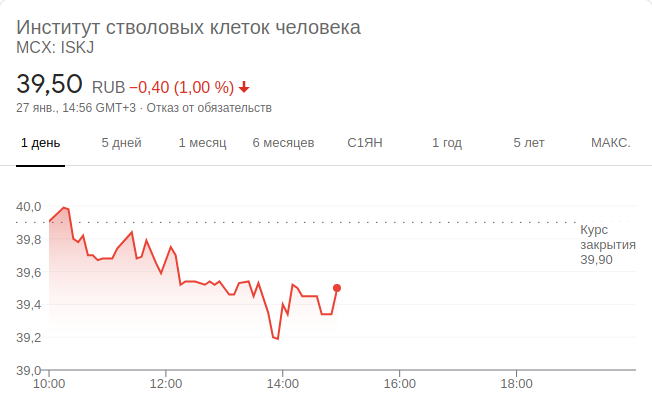 Институт стволовых клеток человека
MCX: ISKJ
39,50 RUB −0,40 (1,00 %)
27 янв., 14:56 GMT+3 · Отказ от обязательств
1 день 5 дней 1 месяц 6 месяцев С1ЯН 1 год 5 лет МАКС.
40,0
Курс
39,8
закрытия
39,90
39,6
39,4
39,2
39,0
10:00 12:00 14:00 16:00 18:00